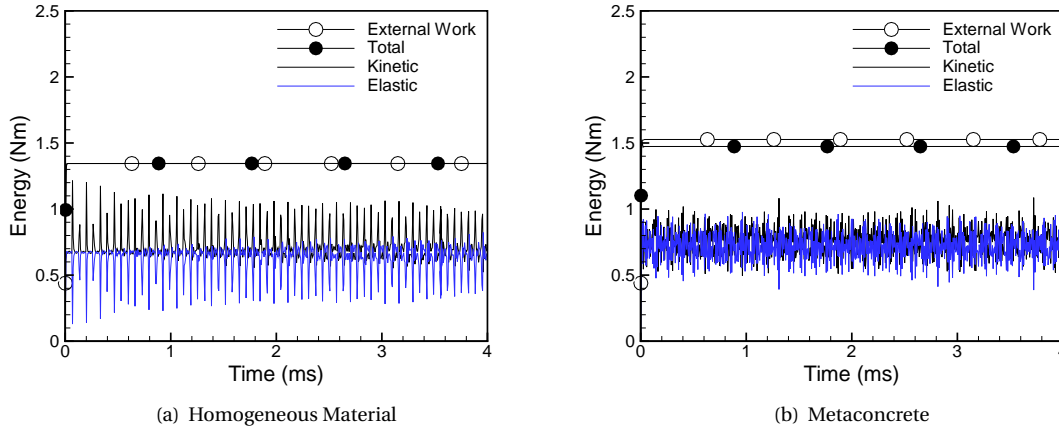 2.5
2
1.5
1
0.5
0
Energy (Nm)
External Work
Total
Kinetic
Elastic
0 1 2 3 4
Time (ms)
(a) Homogeneous Material
2.5
2
1.5
1
0.5
0
Energy (Nm)
External Work
Total
Kinetic
Elastic
0 1 2 3 4
Time (ms)
(b) Metaconcrete